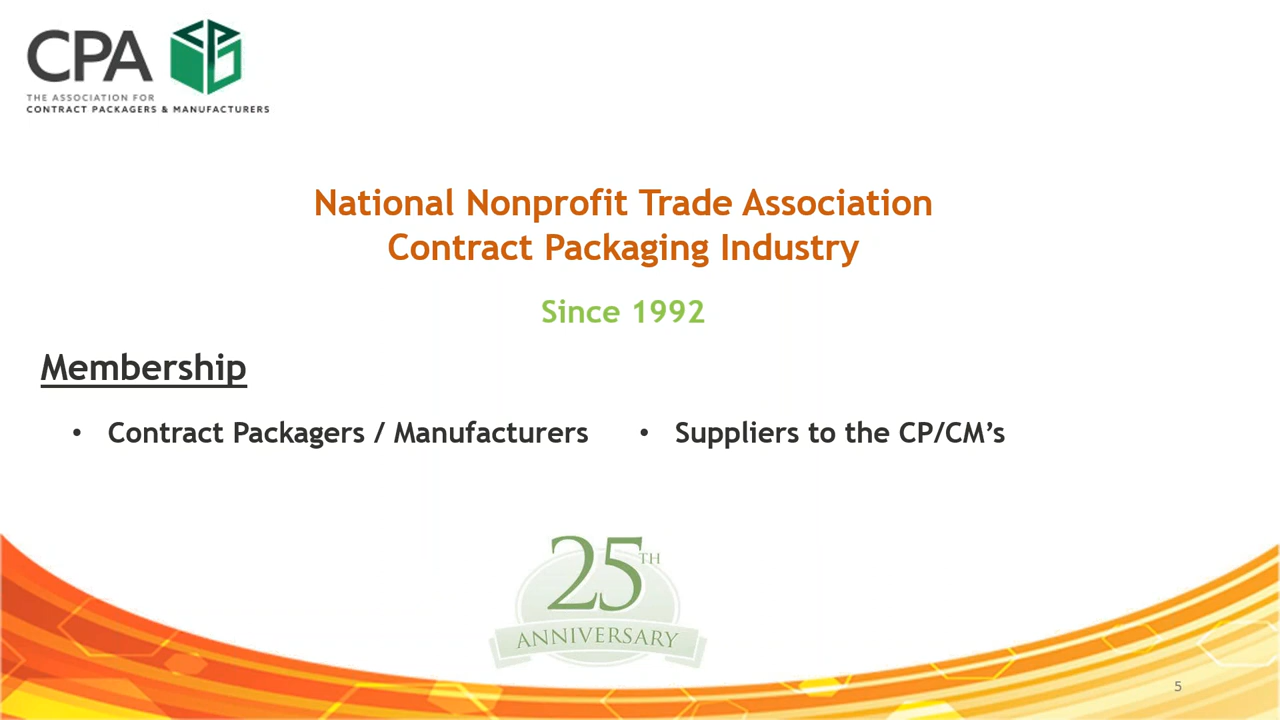 CPA
THE ASSOCIATION FOR
CONTRACT PACKAGERS & MANUFACTURERS
National Nonprofit Trade Association
Contract Packaging Industry
Since 1992
Membership
• Contract Packagers / Manufacturers
• Suppliers to the CP/CM’s
25TH
ANNIVERSARY
5